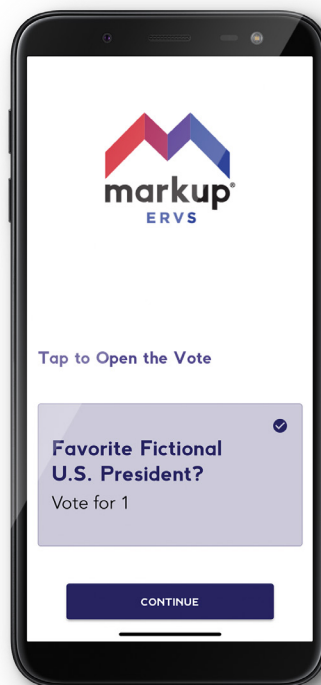 markup®
ERVS
Tap to Open the Vote
Favorite Fictional
U.S. President?
Vote for 1
CONTINUE